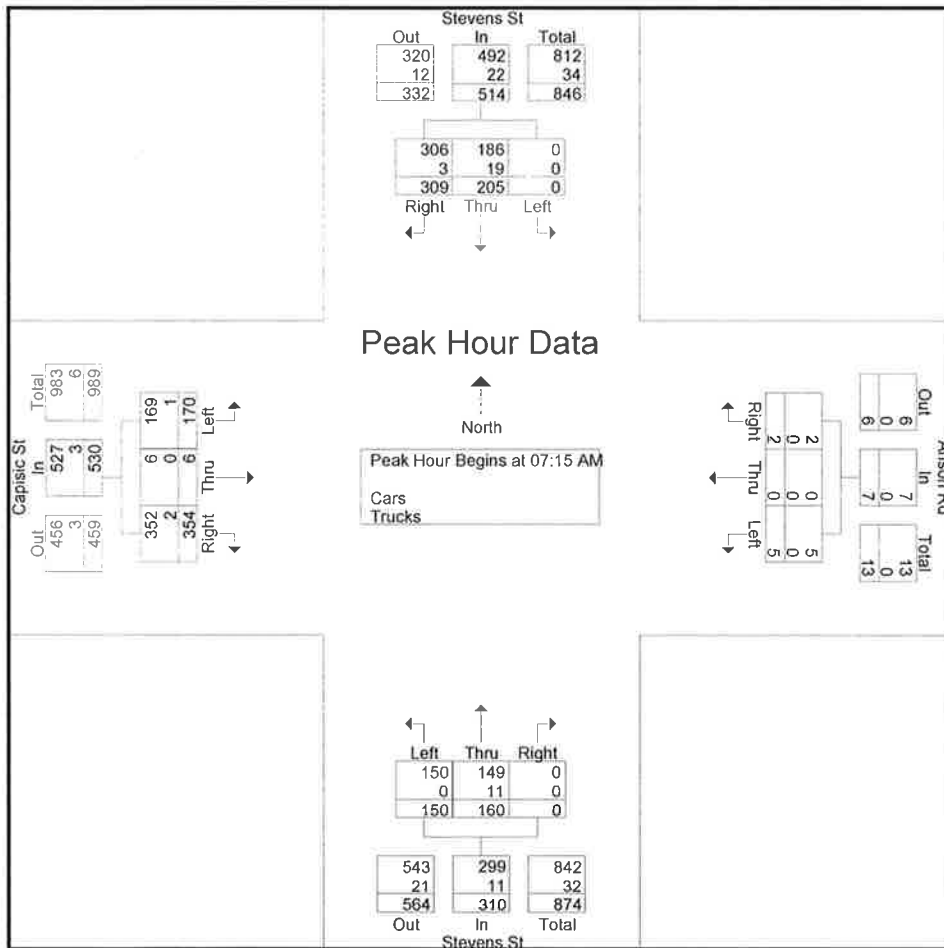 Stevens St
Out In Total
320 492 812
12 22 34
332 514 846
306 186 0
3 19 0
309 205 0
Right Thru Left
Peak Hour Data
North
Peak Hour Begins at 07:15 AM
Cars
Trucks
Capisic St
Total
983
6
989
In
527
3
530
Out
456
3
459
Left
169
1
170
Thru
6
0
6
Right
352
2
354
Right
2
0
2
Thru
0
0
0
Left
5
0
5
Out
6
0
6
In
7
0
7
Total
13
0
13
Left Thru Right
150 149 0
0 11 0
150 160 0
543 299 842
21 11 32
564 310 874
Out In Total
Stevens St